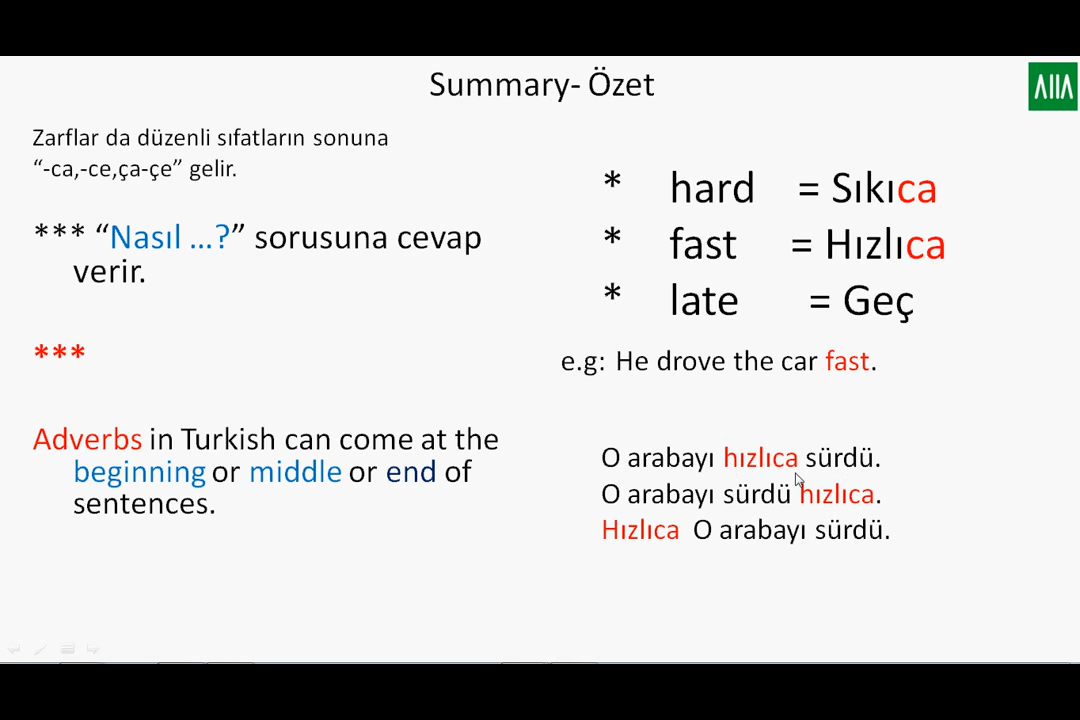 Summary- Özet
AIIA
Zarflar da düzenli sıfatların sonuna
“-ca,-ce,ça-çe” gelir.
*** “Nasıl …?” sorusuna cevap
verir.
***
Adverbs in Turkish can come at the
beginning or middle or end of
sentences.
* hard = Sıkıca
* fast = Hızlıca
* late = Geç
e.g: He drove the car fast.
O arabayı hızlıca sürdü.
O arabayı sürdü hızlıca.
Hızlıca O arabayı sürdü.